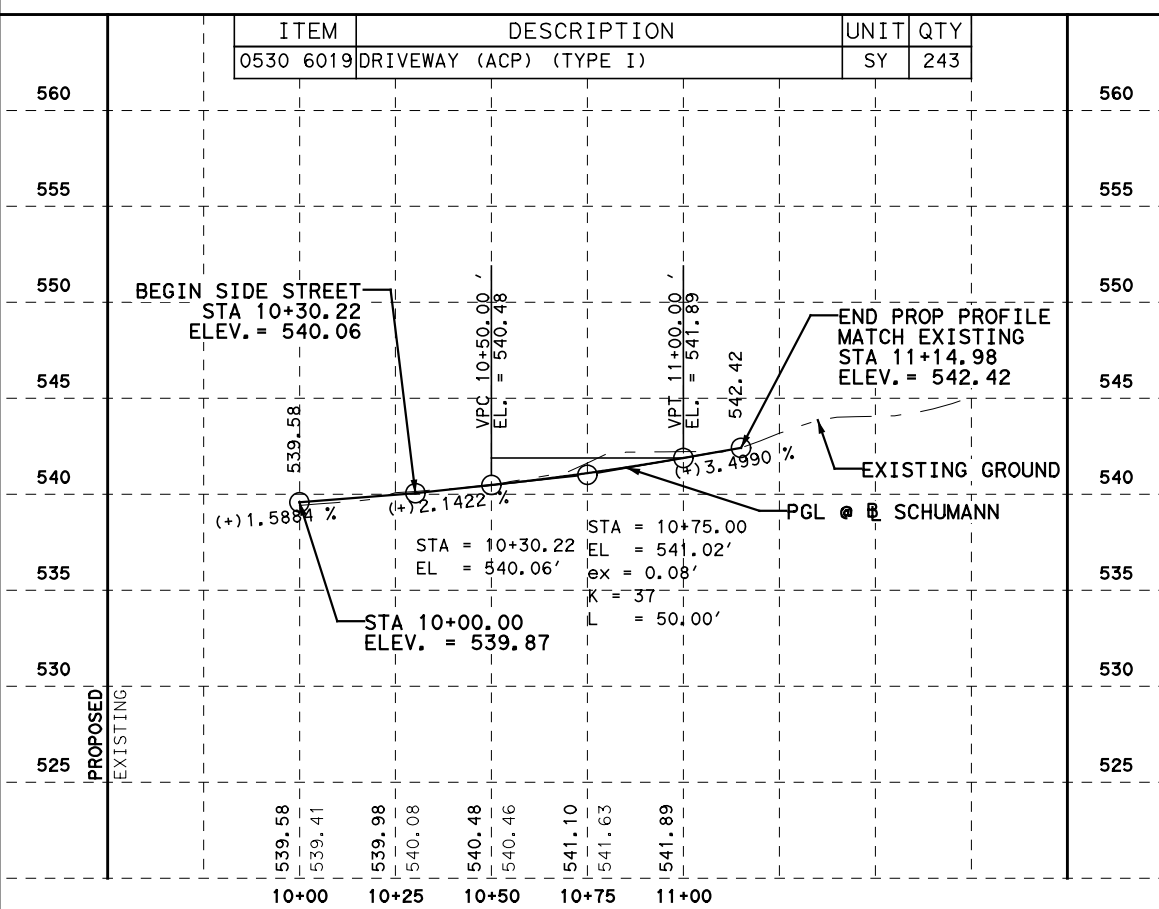 ITEM DESCRIPTION UNIT QTY
0530 6019 DRIVEWAY (ACP) (TYPE I) SY 243
560 560
555 555
550 550
BEGIN SIDE STREET
STA 10+30.22
ELEV. = 540.06
VPC 10+50.00 '
EL. = 540.48
VPT 11+00.00 '
EL. = 541.89
END PROP PROFILE
MATCH EXISTING
STA 11+14.98
ELEV. = 542.42
545 545
539.58
542.42
540 540
EXISTING GROUND
(+)1.5884 %
(+)2.1422 %
(+)3.4990 %
PGL @ BL SCHUMANN
STA = 10+30.22
EL = 540.06'
STA = 10+75.00
EL = 541.02'
ex = 0.08'
K = 37
L = 50.00'
535 535
STA 10+00.00
ELEV. = 539.87
530 530
PROPOSED
EXISTING
525 525
539.58
539.41
539.98
540.08
540.48
540.46
541.10
541.63
541.89
10+00 10+25 10+50 10+75 11+00